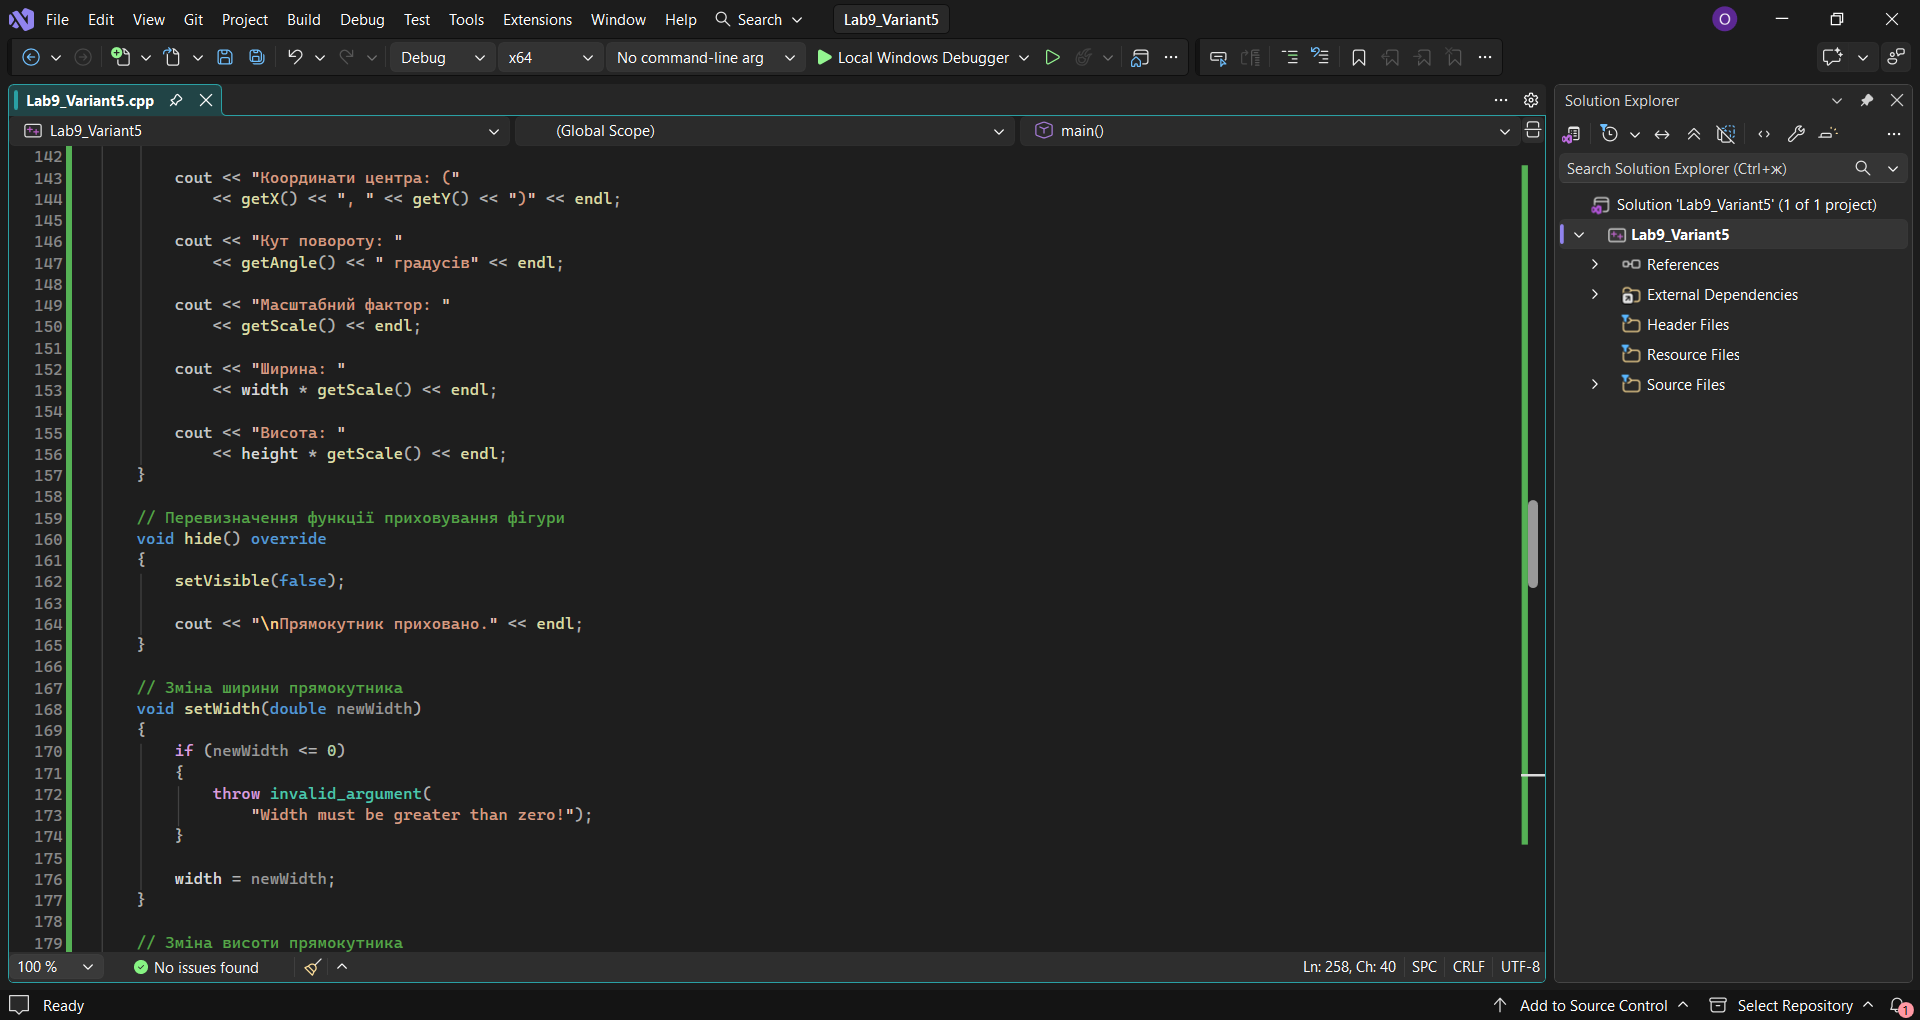 File Edit View Git Project Build Debug Test Tools Extensions Window Help Search Lab9_Variant5 O
Debug x64 No command-line arg Local Windows Debugger
Lab9_Variant5.cpp
Lab9_Variant5 (Global Scope) main()
142
143 cout << "Координати центра: ("
144 << getX() << ", " << getY() << ")" << endl;
145
146 cout << "Кут повороту: "
147 << getAngle() << " градусів" << endl;
148
149 cout << "Масштабний фактор: "
150 << getScale() << endl;
151
152 cout << "Ширина: "
153 << width * getScale() << endl;
154
155 cout << "Висота: "
156 << height * getScale() << endl;
157 }
158
159 // Перевизначення функції приховування фігури
160 void hide() override
161 {
162 setVisible(false);
163
164 cout << "\nПрямокутник приховано." << endl;
165 }
166
167 // Зміна ширини прямокутника
168 void setWidth(double newWidth)
169 {
170 if (newWidth <= 0)
171 {
172 throw invalid_argument(
173 "Width must be greater than zero!");
174 }
175
176 width = newWidth;
177 }
178
179 // Зміна висоти прямокутника
100 % No issues found Ln: 258, Ch: 40 SPC CRLF UTF-8
Solution Explorer
Search Solution Explorer (Ctrl+ж)
Solution 'Lab9_Variant5' (1 of 1 project)
Lab9_Variant5
References
External Dependencies
Header Files
Resource Files
Source Files
Ready Add to Source Control Select Repository 1